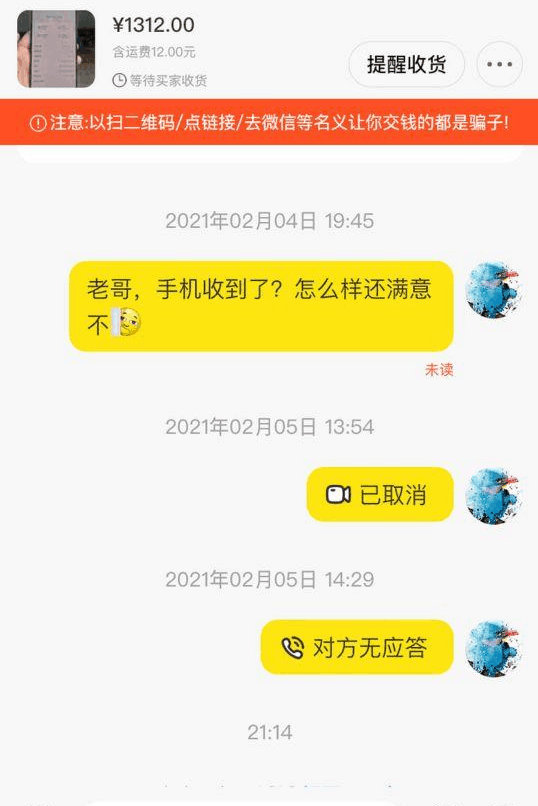 ¥1312.00
含运费12.00元
等待买家收货
提醒收货
注意:以扫二维码/点链接/去微信等名义让你交钱的都是骗子!
2021年02月04日 19:45
老哥，手机收到了？怎么样还满意
不
未读
2021年02月05日 13:54
已取消
2021年02月05日 14:29
对方无应答
21:14